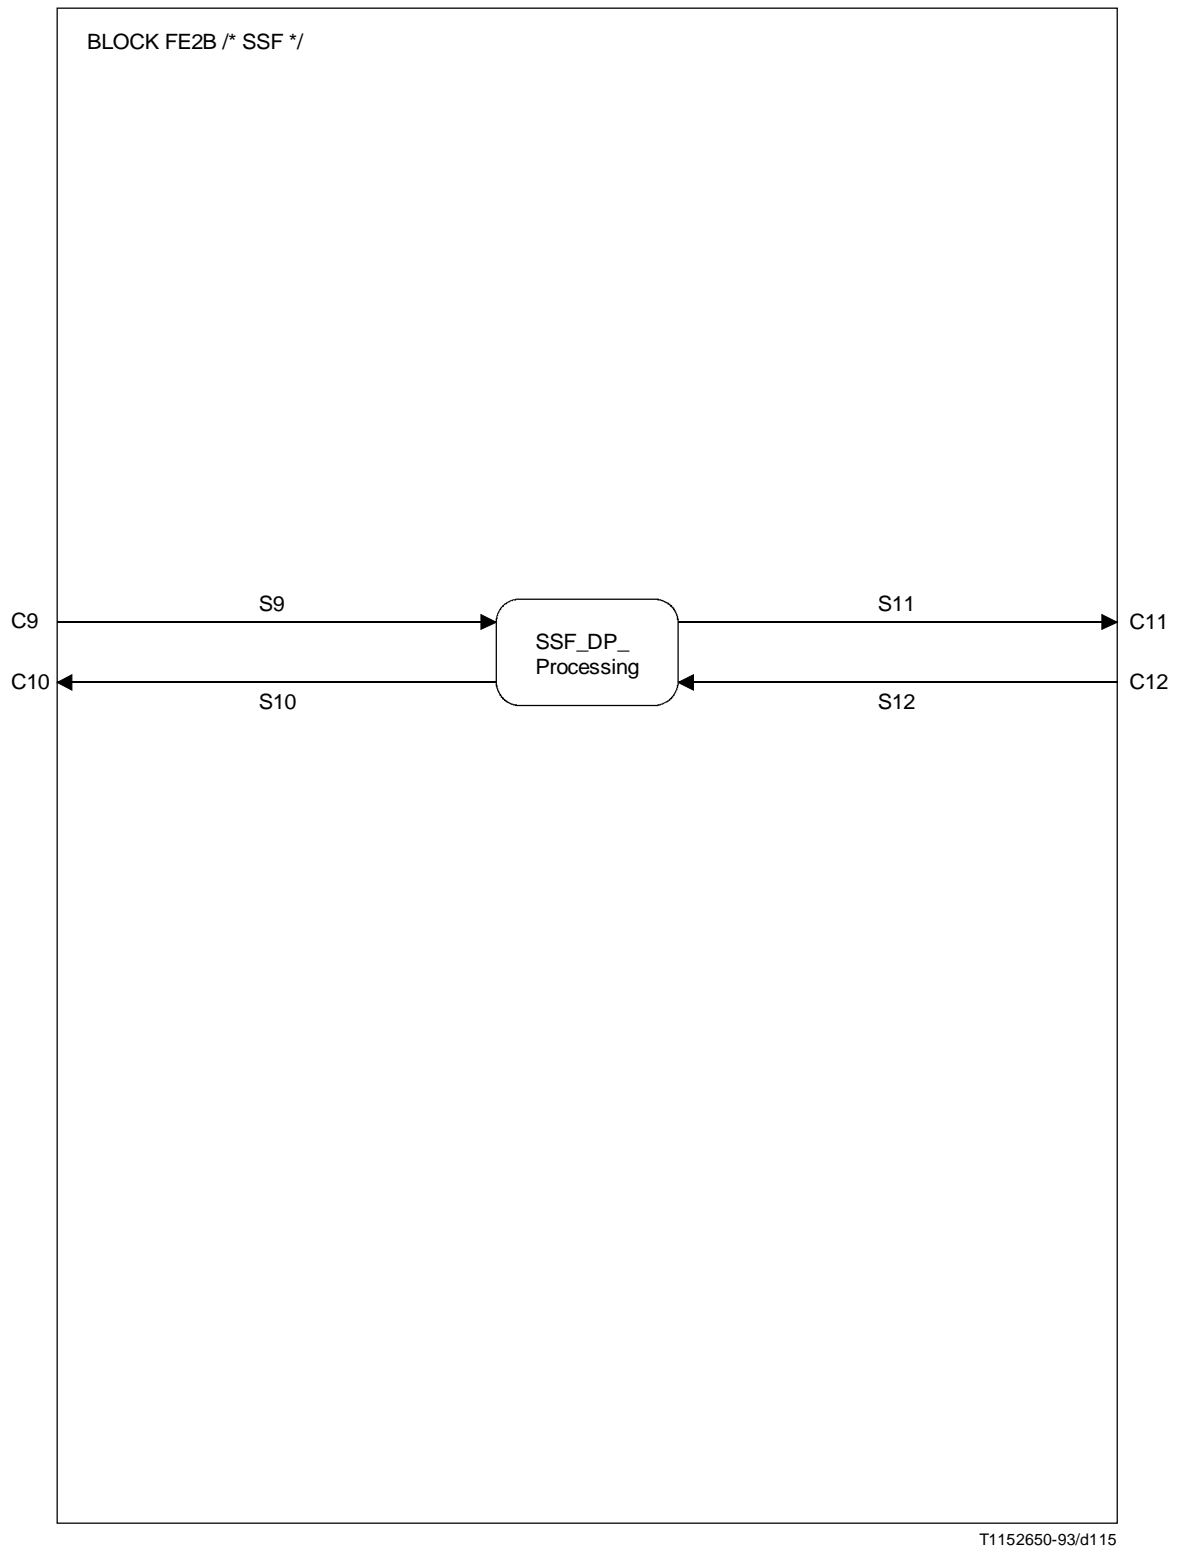 BLOCK FE2B /* SSF */
S9
S11
C9
C11
SSF_DP_
Processing
C10
C12
S10
S12
T1152650-93/d115